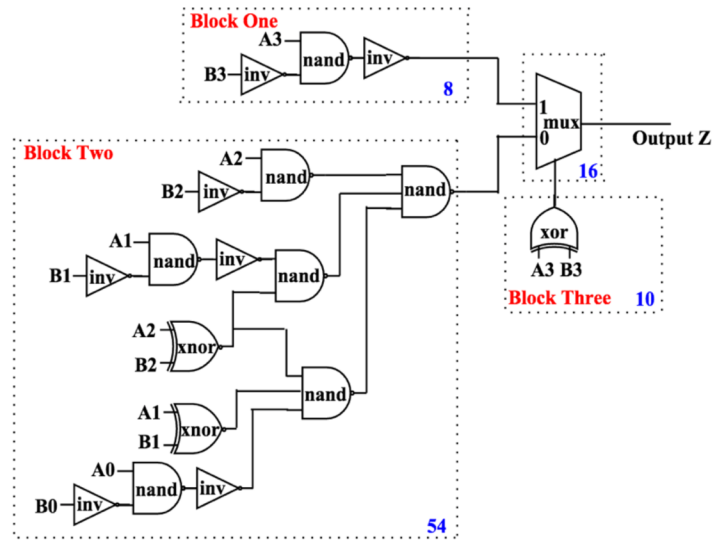 Block One
A3
nand
inv
B3
inv
8
1
mux
0
Output Z
16
xor
A3 B3
Block Three 10
Block Two
A2
nand
B2
inv
nand
A1
nand
inv
B1
inv
nand
A2
xnor
B2
nand
A1
xnor
B1
A0
nand
inv
B0
inv
54